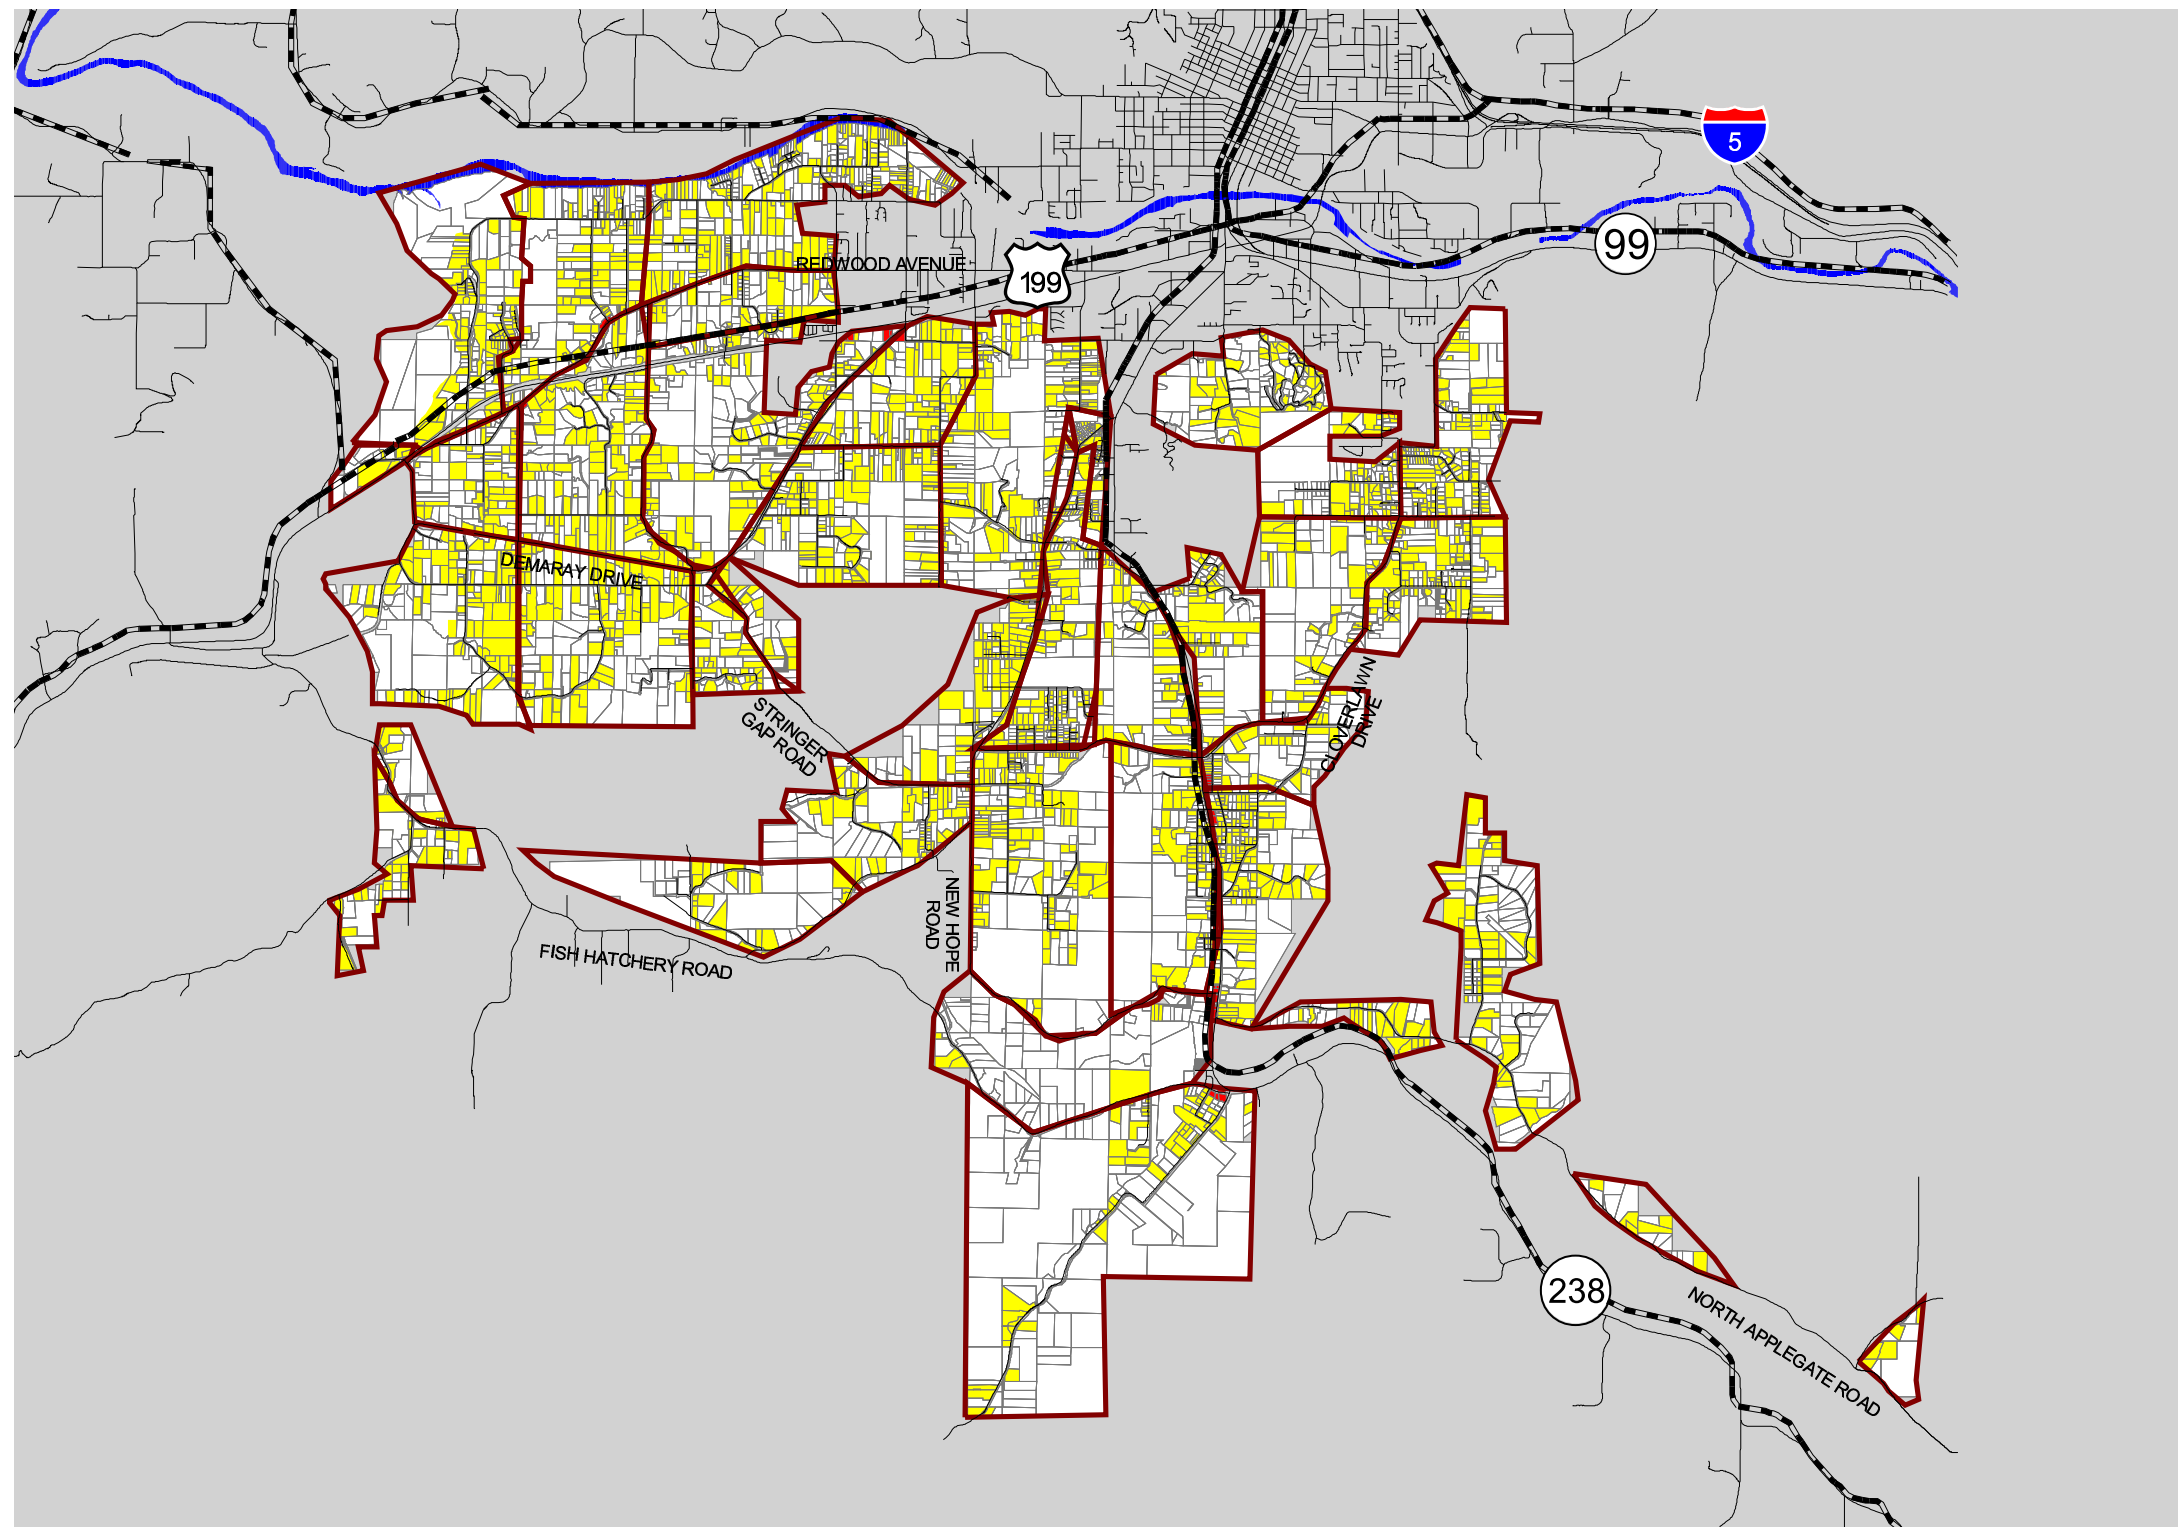 5
99
REDWOOD AVENUE
199
DEMARAY DRIVE
STRINGER
GAP ROAD
CLOVERLAWN
DRIVE
NEW HOPE
ROAD
FISH HATCHERY ROAD
238
NORTH APPLEGATE ROAD